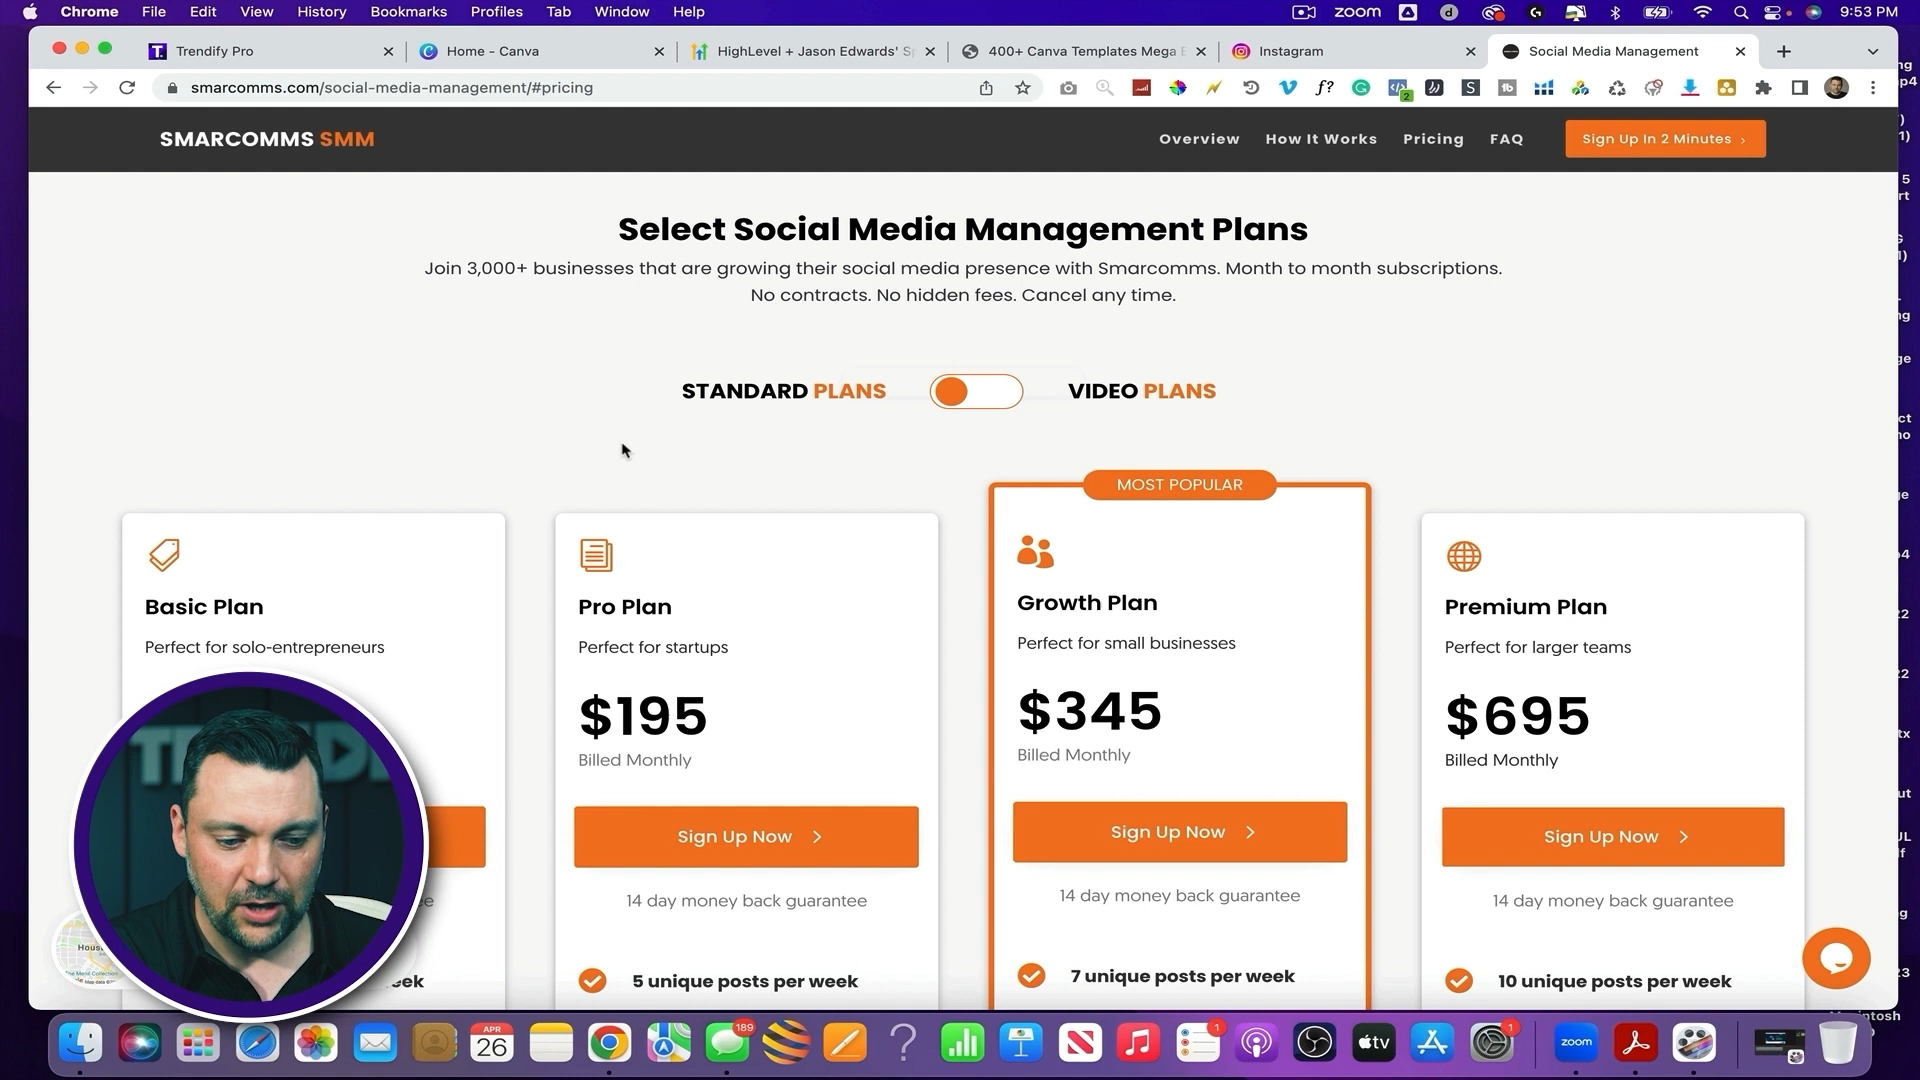 Chrome File Edit View History Bookmarks Profiles Tab Window Help
zoom 9:53 PM
Trendify Pro
Home - Canva
HighLevel + Jason Edwards' S
400+ Canva Templates Mega
Instagram
Social Media Management
smarcomms.com/social-media-management/#pricing
SMARCOMMS SMM
Overview How It Works Pricing FAQ
Sign Up In 2 Minutes
Select Social Media Management Plans
Join 3,000+ businesses that are growing their social media presence with Smarcomms. Month to month subscriptions.
No contracts. No hidden fees. Cancel any time.
STANDARD PLANS
VIDEO PLANS
Basic Plan
Perfect for solo-entrepreneurs
Pro Plan
Perfect for startups
$195
Billed Monthly
Sign Up Now
14 day money back guarantee
5 unique posts per week
MOST POPULAR
Growth Plan
Perfect for small businesses
$345
Billed Monthly
Sign Up Now
14 day money back guarantee
7 unique posts per week
Premium Plan
Perfect for larger teams
$695
Billed Monthly
Sign Up Now
14 day money back guarantee
10 unique posts per week
APR
26
189
1
tv
1
zoom